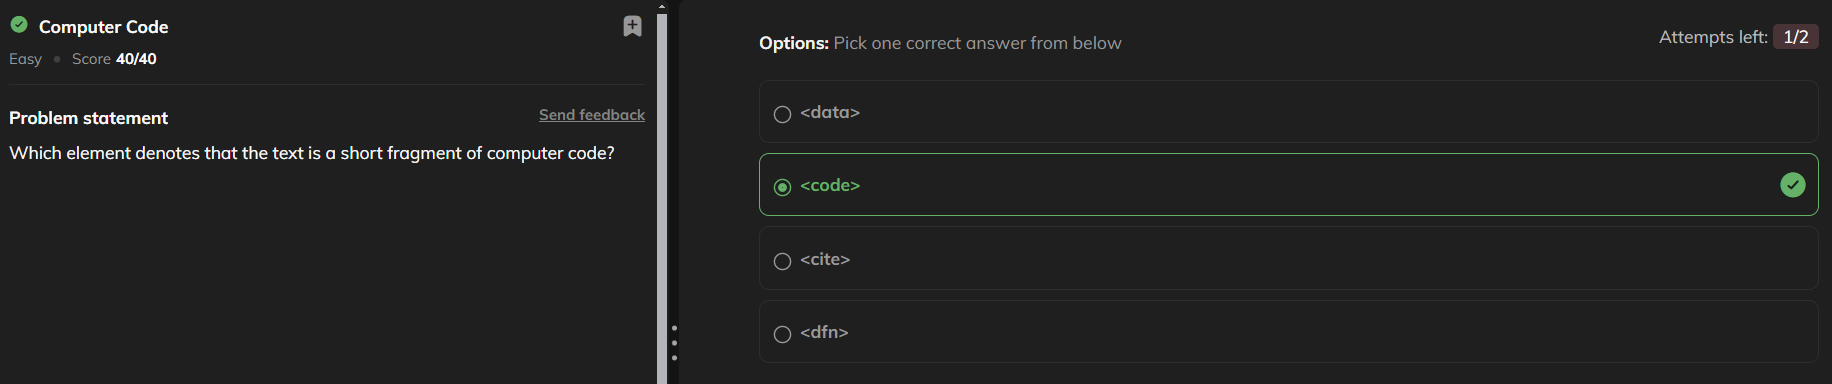 Computer Code
Easy • Score 40/40
Problem statement
Send feedback
Which element denotes that the text is a short fragment of computer code?
Options: Pick one correct answer from below
Attempts left: 1/2
<data>
<code>
<cite>
<dfn>